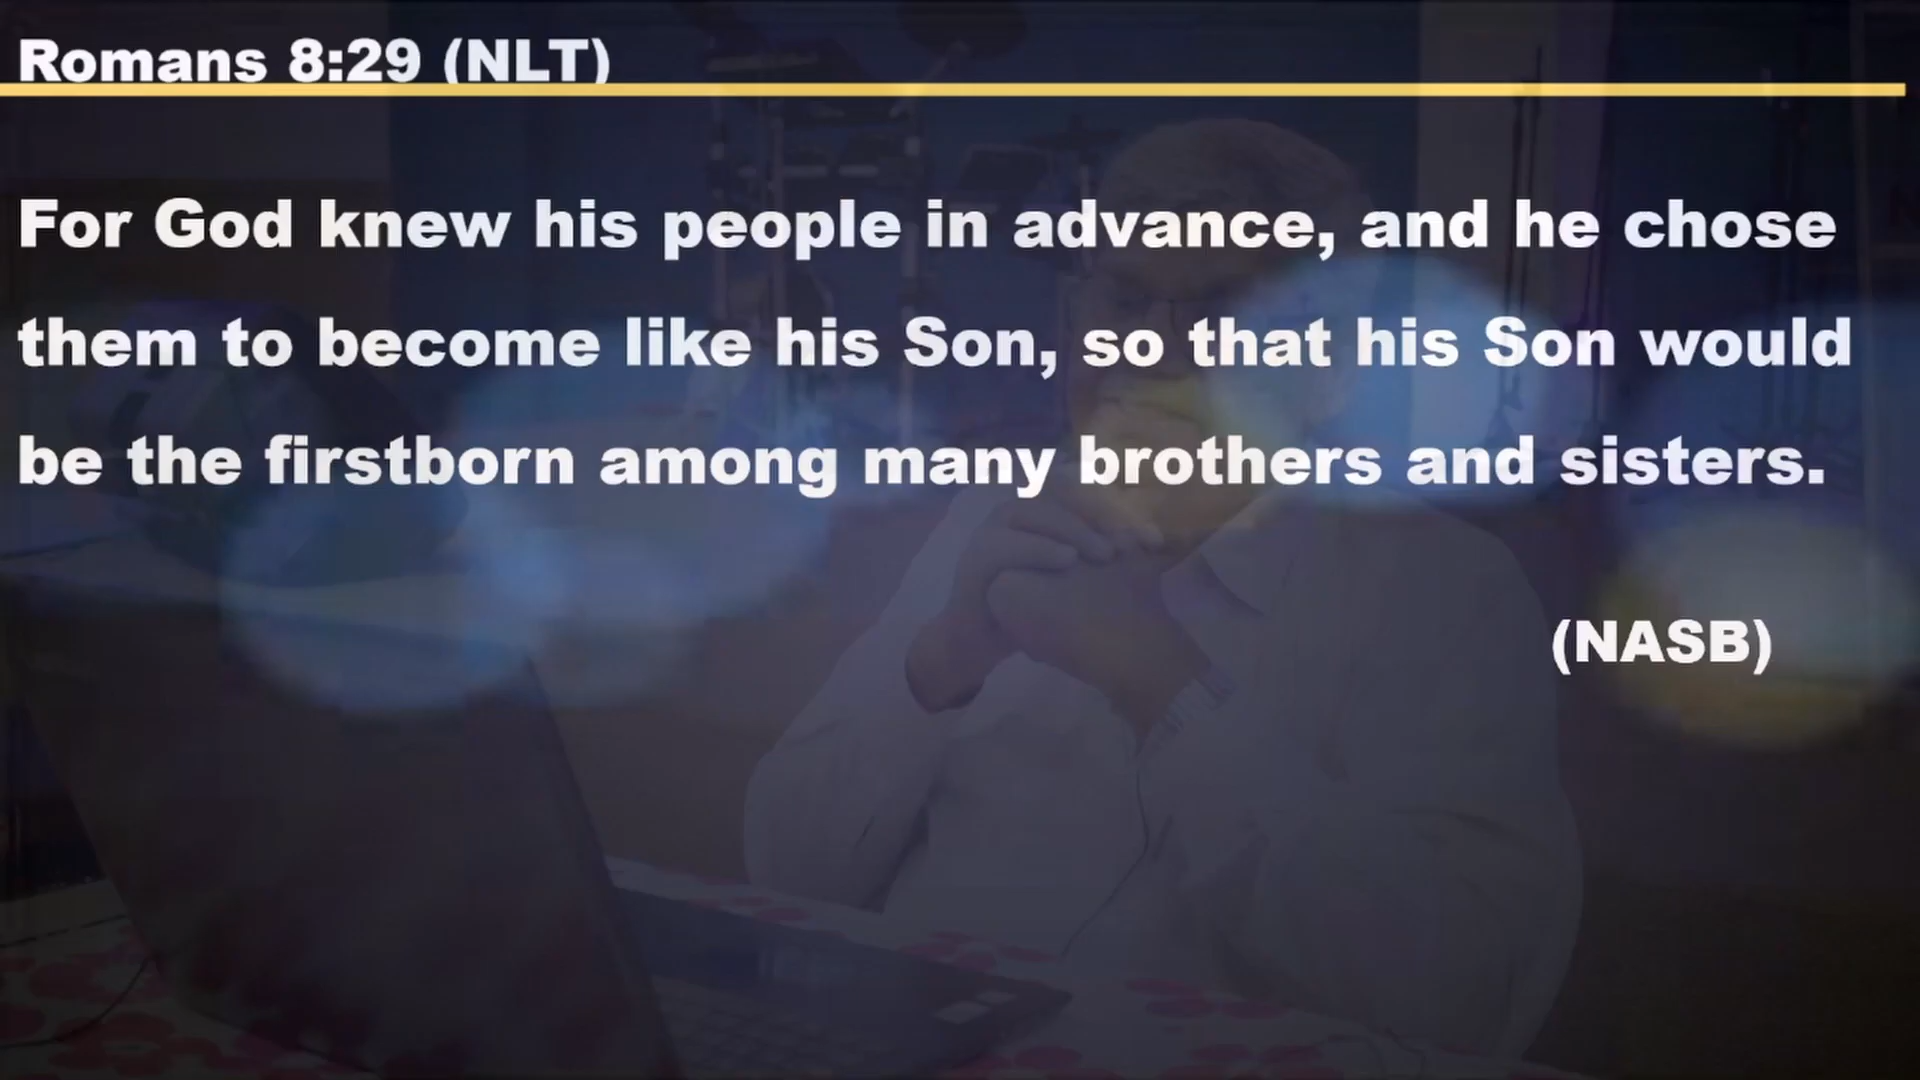 Romans 8:29 (NLT)
For God knew his people in advance, and he chose
them to become like his Son, so that his Son would
be the firstborn among many brothers and sisters.
(NASB)